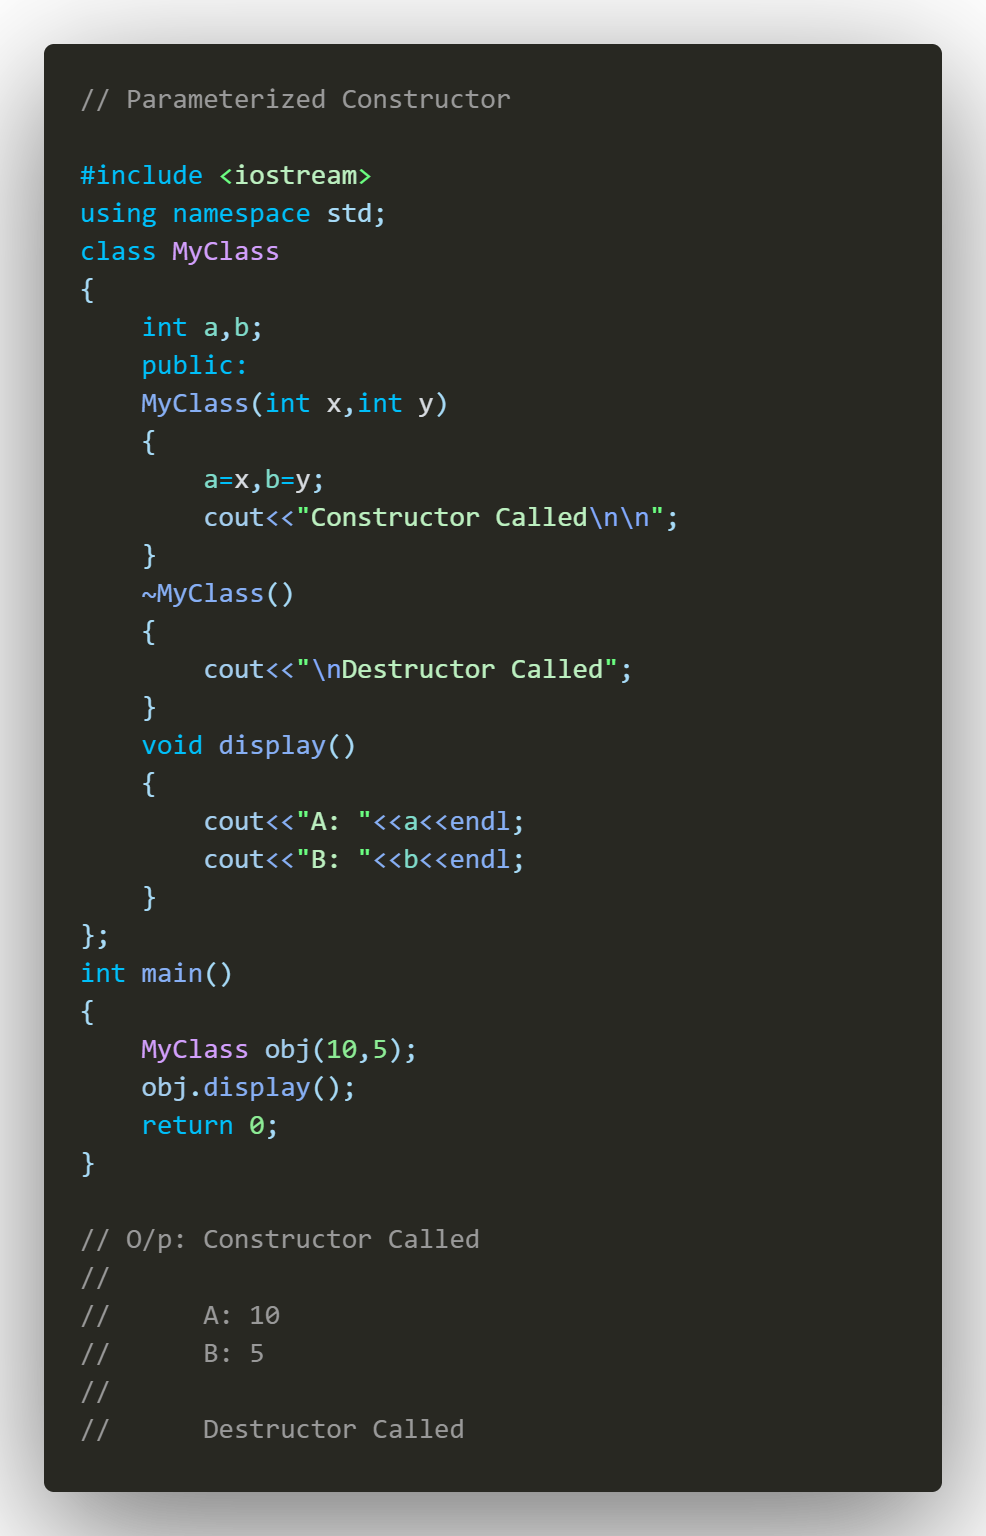 // Parameterized Constructor

#include <iostream>
using namespace std;
class MyClass
{
    int a,b;
    public:
    MyClass(int x,int y)
    {
        a=x,b=y;
        cout<<"Constructor Called\n\n";
    }
    ~MyClass()
    {
        cout<<"\nDestructor Called";
    }
    void display()
    {
        cout<<"A: "<<a<<endl;
        cout<<"B: "<<b<<endl;
    }
};
int main()
{
    MyClass obj(10,5);
    obj.display();
    return 0;
}

// O/p: Constructor Called
//
//      A: 10
//      B: 5
//
//      Destructor Called